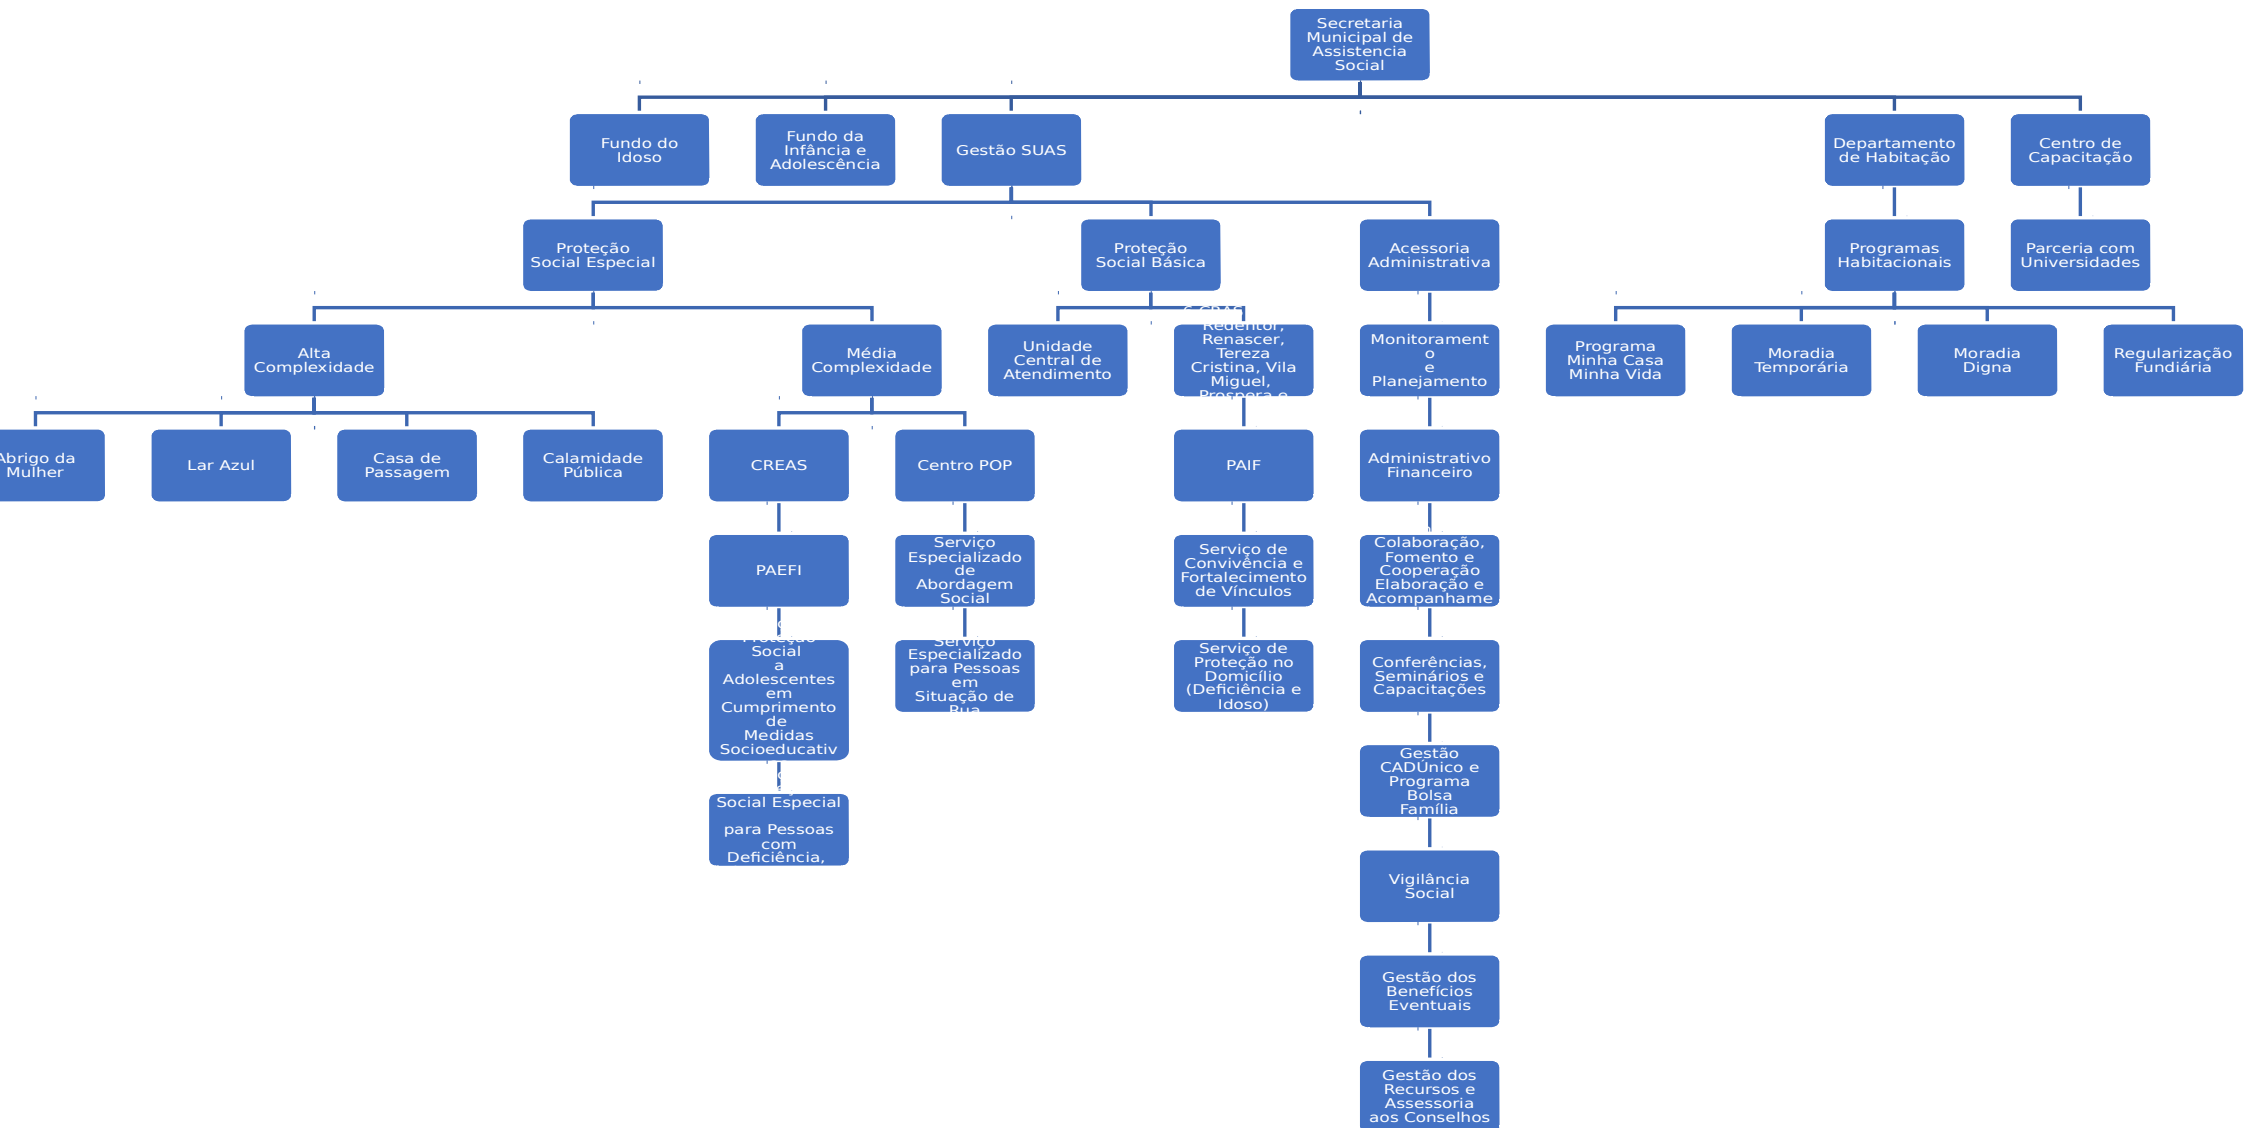 Secretaria
Municipal de
Assistencia
Social
Fundo do
Idoso
Fundo da
Infância e
Adolescência
Gestão SUAS
Departamento
de Habitação
Centro de
Capacitação
Proteção
Social Especial
Proteção
Social Básica
Acessoria
Administrativa
Programas
Habitacionais
Parceria com
Universidades
Alta
Complexidade
Média
Complexidade
Unidade
Central de
Atendimento
Redentor,
Renascer,
Tereza
Cristina, Vila
Miguel,
Próspera e
Monitorament
o
e
Planejamento
Programa
Minha Casa
Minha Vida
Moradia
Temporária
Moradia
Digna
Regularização
Fundiária
Abrigo da
Mulher
Lar Azul
Casa de
Passagem
Calamidade
Pública
CREAS
Centro POP
PAIF
Administrativo
Financeiro
PAEFI
Serviço
Especializado
de
Abordagem
Social
Serviço de
Convivência e
Fortalecimento
de Vínculos
Colaboração,
Fomento e
Cooperação
Elaboração e
Acompanhame
Proteção
Social
a
Adolescentes
em
Cumprimento
de
Medidas
Socioeducativ
Serviço
Especializado
para Pessoas
em
Situação de
Rua
Serviço de
Proteção no
Domicílio
(Deficiência e
Idoso)
Conferências,
Seminários e
Capacitações
Social Especial
para Pessoas
com
Deficiência,
Gestão
CADÚnico e
Programa
Bolsa
Família
Vigilância
Social
Gestão dos
Benefícios
Eventuais
Gestão dos
Recursos e
Assessoria
aos Conselhos